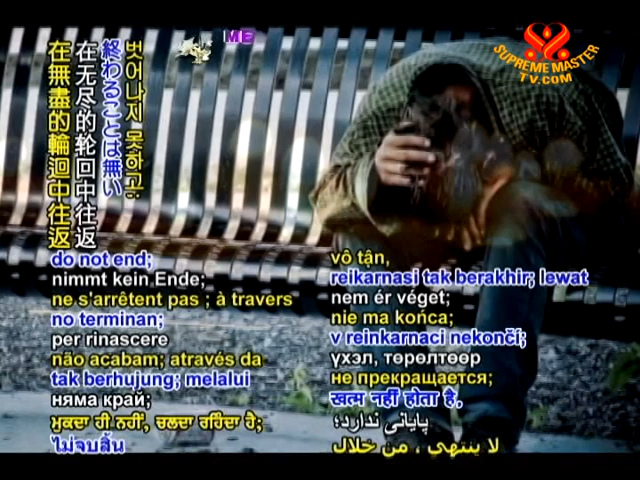 ME
SUPREME MASTER
TV.COM
벗어나지 못하고;
終わることは無い
在无尽的轮回中往返
在無盡的輪迴中往返
do not end;
nimmt kein Ende;
ne s'arrêtent pas ; à travers
no terminan;
per rinascere
não acabam; através da
tak berhujung; melalui
няма край;
ਮੁਕਦਾ ਹੀ ਨਹੀਂ, ਚਲਦਾ ਰਹਿੰਦਾ ਹੈ;
ไม่จบสิ้น
vô tận,
reikarnasi tak berakhir; lewat
nem ér véget;
nie ma końca;
v reinkarnaci nekončí;
үхэл, төрөлтөөр
не прекращается;
खत्म नहीं होता है,
پایانی ندارد؛
لا ينتهي ، من خلال